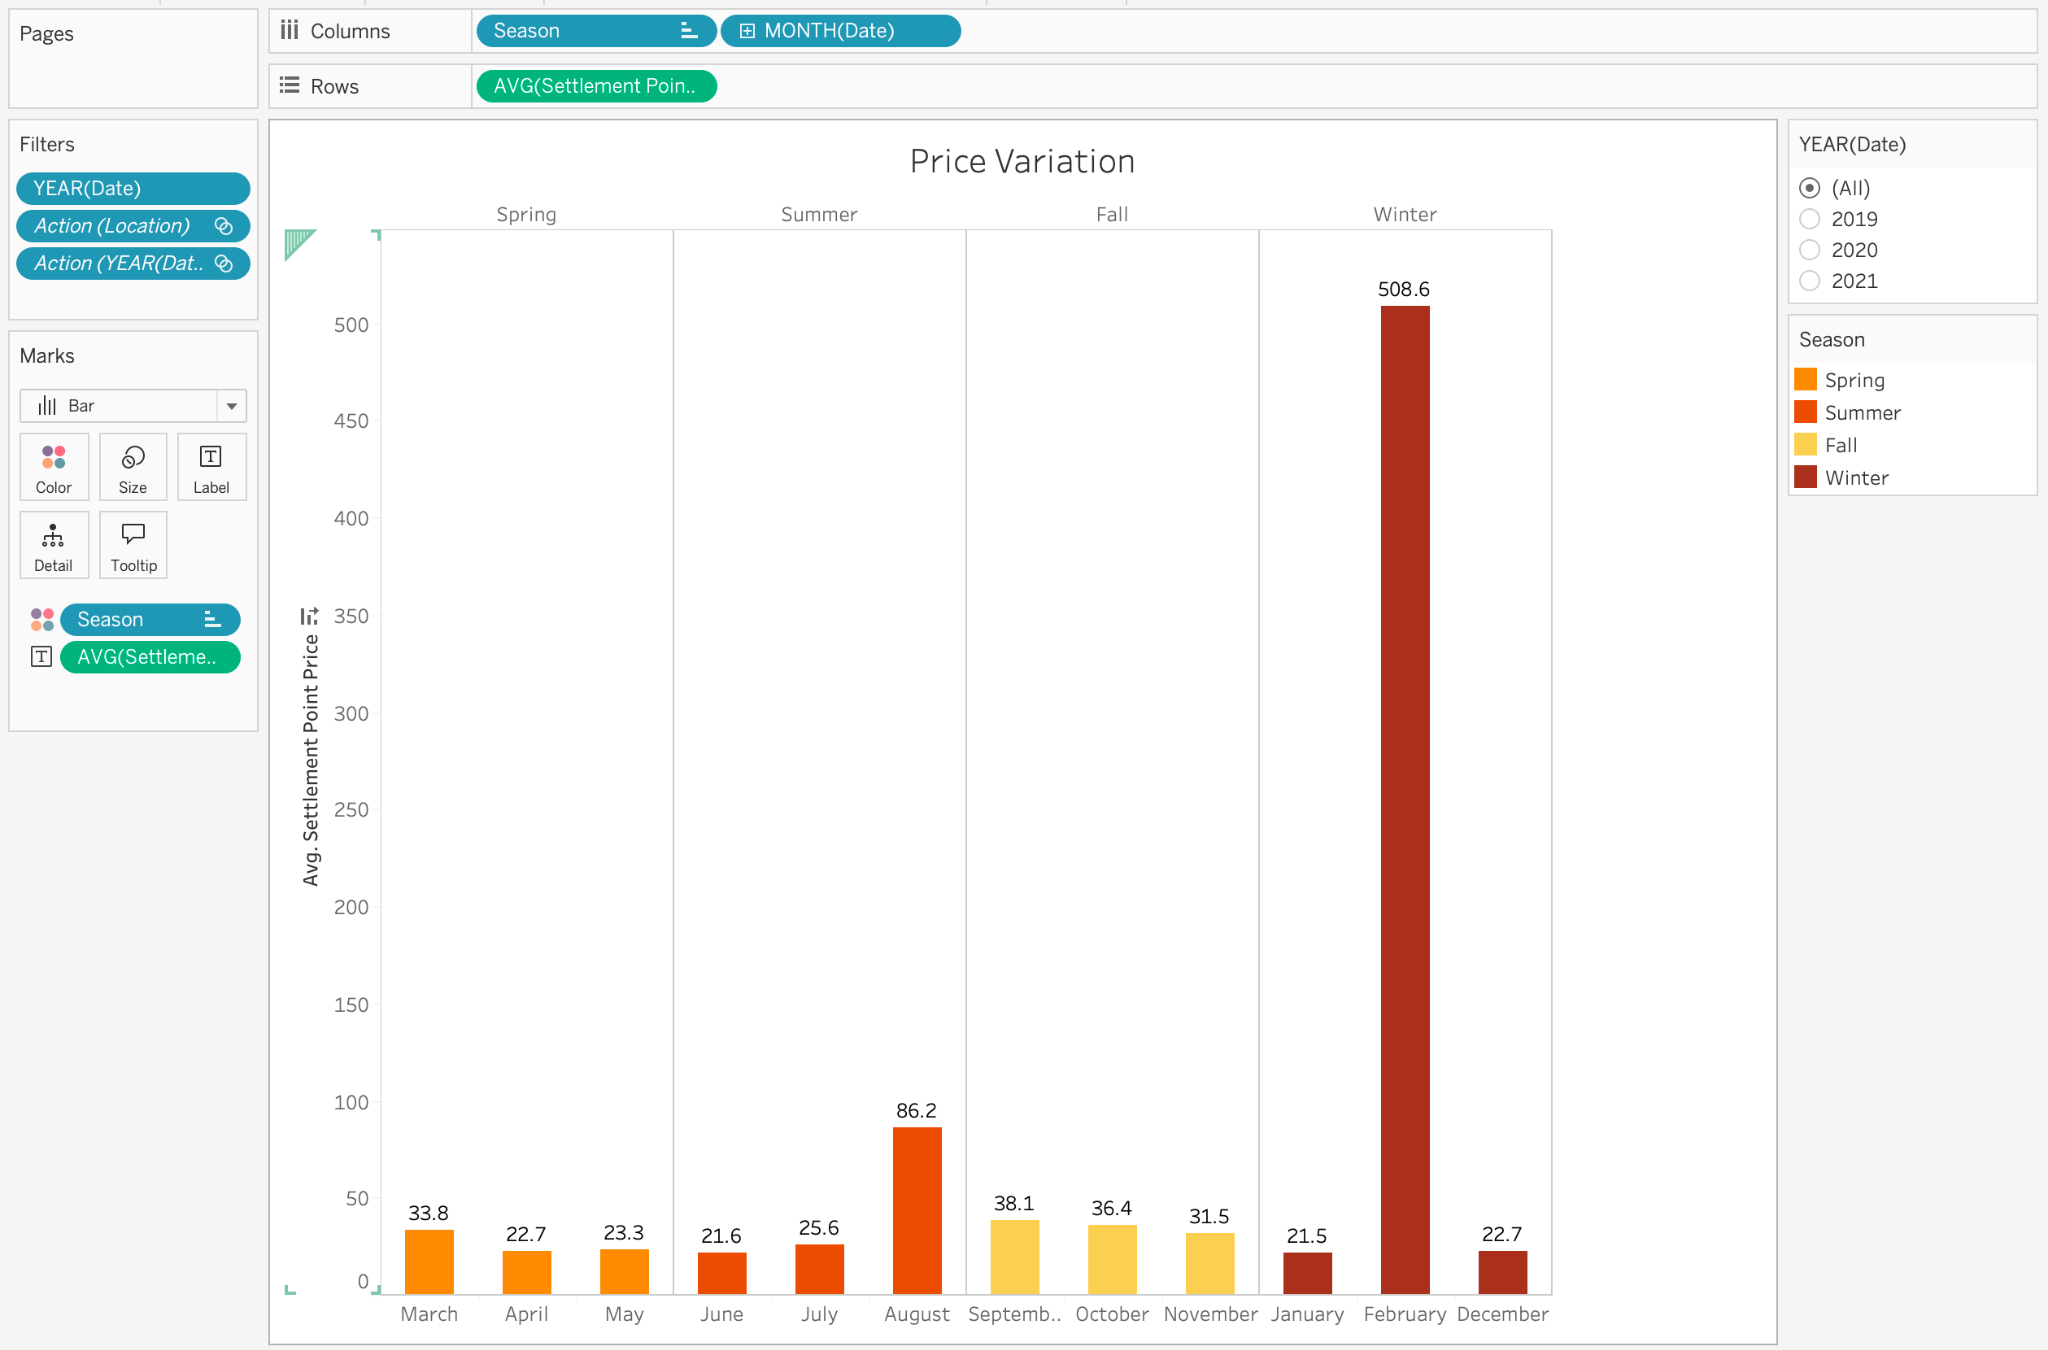 Pages
Columns
Season
MONTH(Date)
Rows
AVG(Settlement Poin..
Filters
YEAR(Date)
Action (Location)
Action (YEAR(Dat..
Marks
Bar
Color
Size
Label
Detail
Tooltip
Season
AVG(Settleme..
Price Variation
Spring Summer Fall Winter
Avg. Settlement Point Price
500
450
400
350
300
250
200
150
100
50
0
33.8
22.7
23.3
21.6
25.6
86.2
38.1
36.4
31.5
21.5
508.6
22.7
March April May June July August Septemb.. October November January February December
YEAR(Date)
(All)
2019
2020
2021
Season
Spring
Summer
Fall
Winter